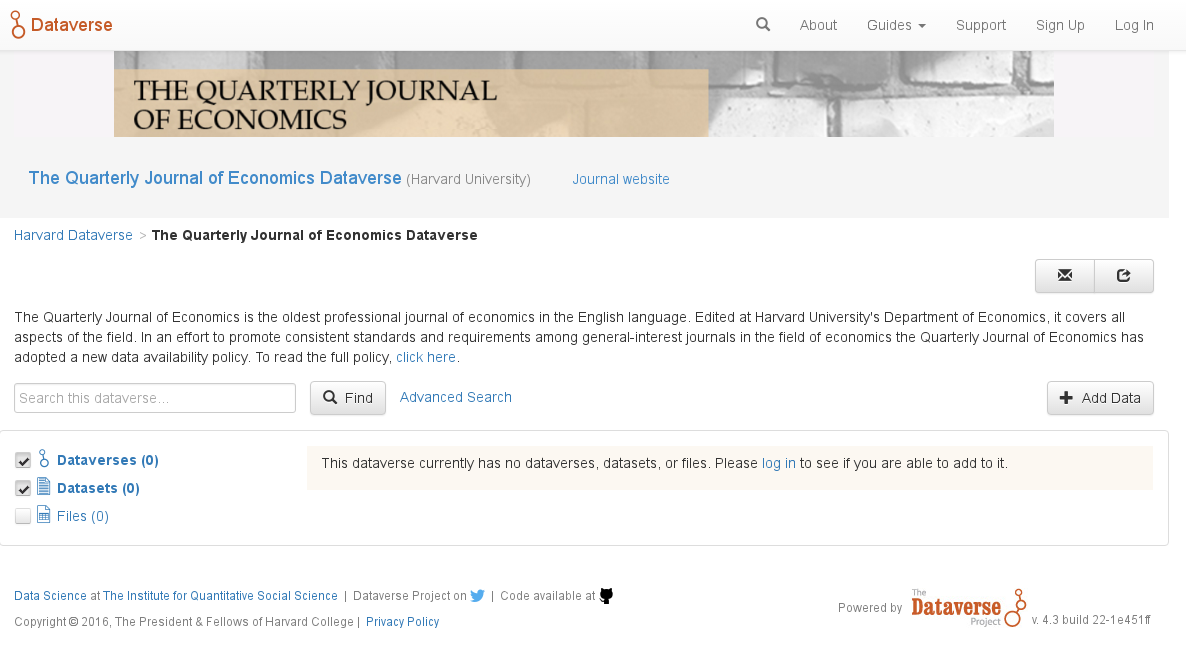 Dataverse
About Guides Support Sign Up Log In
THE QUARTERLY JOURNAL
OF ECONOMICS
The Quarterly Journal of Economics Dataverse (Harvard University) Journal website
Harvard Dataverse > The Quarterly Journal of Economics Dataverse
The Quarterly Journal of Economics is the oldest professional journal of economics in the English language. Edited at Harvard University's Department of Economics, it covers all
aspects of the field. In an effort to promote consistent standards and requirements among general-interest journals in the field of economics the Quarterly Journal of Economics has
adopted a new data availability policy. To read the full policy, click here.
Search this dataverse... Find Advanced Search Add Data
Dataverses (0)
Datasets (0)
Files (0)
This dataverse currently has no dataverses, datasets, or files. Please log in to see if you are able to add to it.
Data Science at The Institute for Quantitative Social Science | Dataverse Project on | Code available at
Copyright © 2016, The President & Fellows of Harvard College | Privacy Policy
Powered by The Dataverse Project v. 4.3 build 22-1e451ff